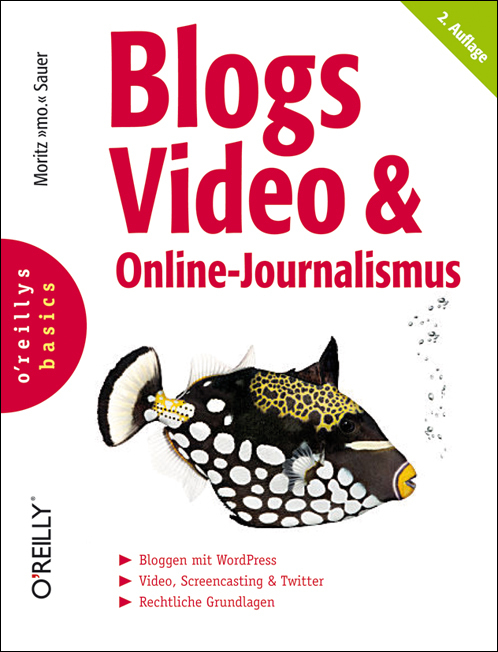 2. Auflage
Moritz »mo.« Sauer
Blogs
Video &
Online-Journalismus
o'reillys
basics
► Bloggen mit WordPress
► Video, Screencasting & Twitter
► Rechtliche Grundlagen
O'REILLY®